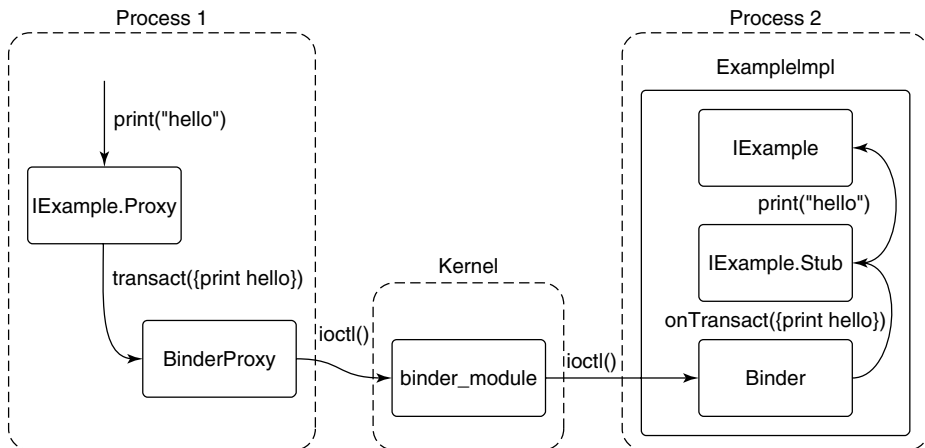 Process 1
print("hello")
IExample.Proxy
transact({print hello})
BinderProxy
ioctl()
Kernel
binder_module
ioctl()
Process 2
ExampleImpl
IExample
print("hello")
IExample.Stub
onTransact({print hello})
Binder